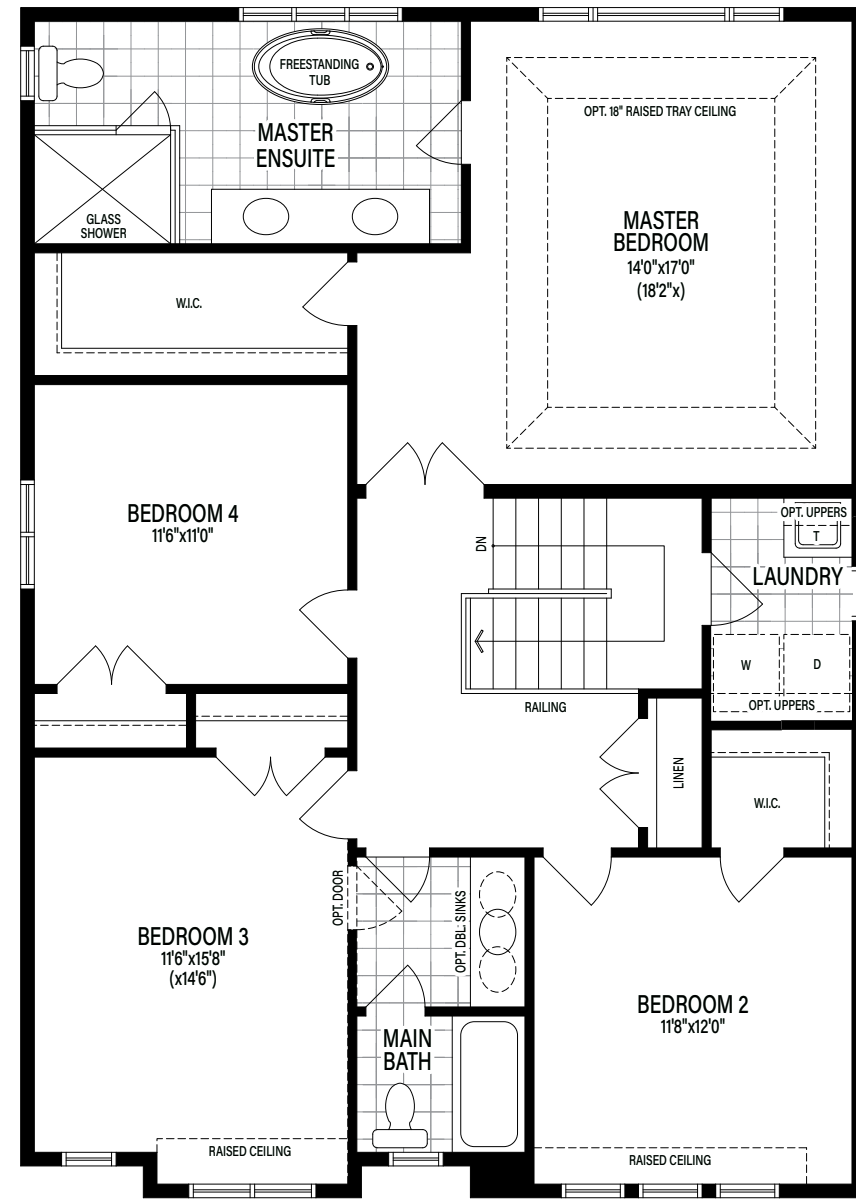 FREESTANDING
TUB
MASTER
ENSUITE
GLASS
SHOWER
OPT. 18" RAISED TRAY CEILING
MASTER
BEDROOM
14'0"x17'0"
(18'2"x)
W.I.C.
BEDROOM 4
11'6"x11'0"
DN
OPT. UPPERS
T
LAUNDRY
W
D
OPT. UPPERS
RAILING
LINEN
W.I.C.
OPT. DOOR
OPT. DBL. SINKS
BEDROOM 3
11'6"x15'8"
(x14'6")
MAIN
BATH
BEDROOM 2
11'8"x12'0"
RAISED CEILING
RAISED CEILING